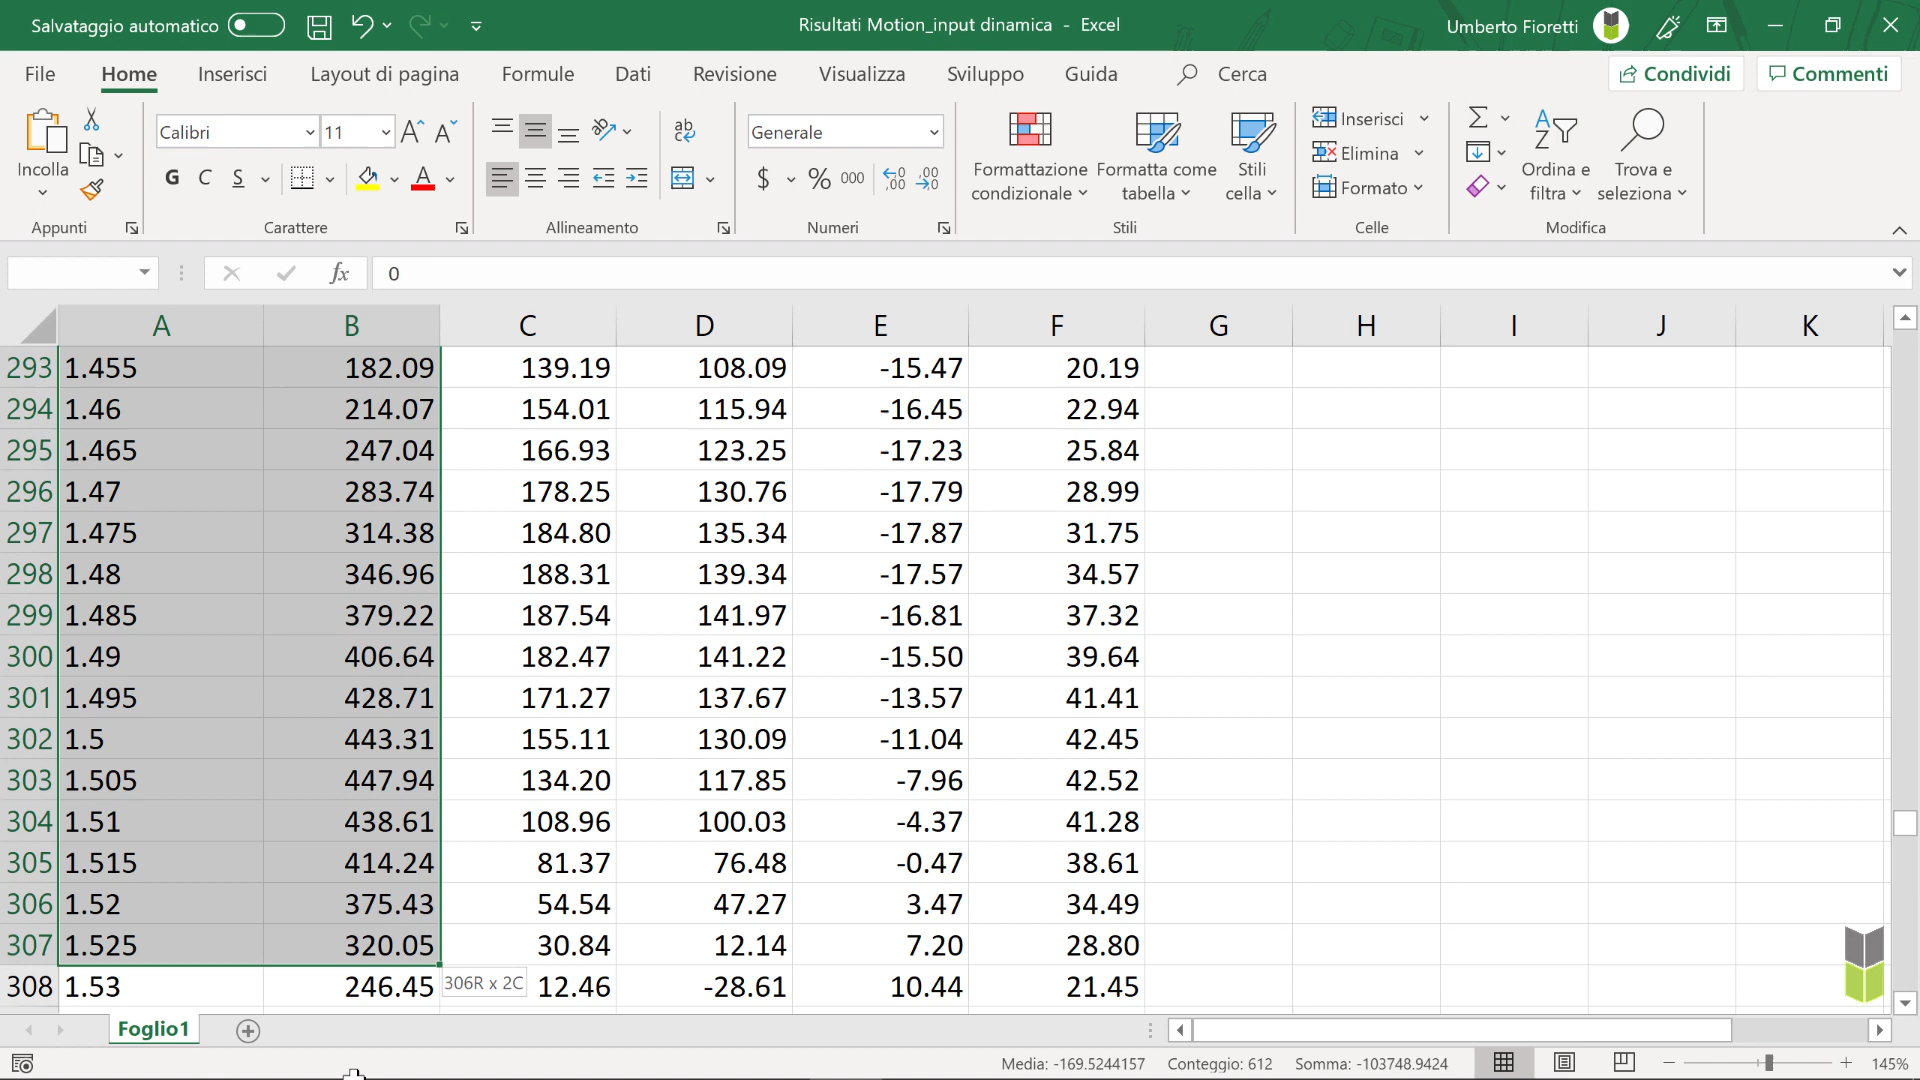 Salvataggio automatico
Risultati Motion_input dinamica - Excel
Umberto Fioretti
File Home Inserisci Layout di pagina Formule Dati Revisione Visualizza Sviluppo Guida Cerca
Condividi Commenti
Incolla
Appunti
Calibri 11
G C S
Carattere
Allineamento
Generale
$ % 000
Numeri
Formattazione condizionale
Formatta come tabella
Stili cella
Stili
Inserisci
Elimina
Formato
Celle
Ordina e filtra
Trova e seleziona
Modifica
fx 0
A B C D E F G H I J K
293 1.455 182.09 139.19 108.09 -15.47 20.19
294 1.46 214.07 154.01 115.94 -16.45 22.94
295 1.465 247.04 166.93 123.25 -17.23 25.84
296 1.47 283.74 178.25 130.76 -17.79 28.99
297 1.475 314.38 184.80 135.34 -17.87 31.75
298 1.48 346.96 188.31 139.34 -17.57 34.57
299 1.485 379.22 187.54 141.97 -16.81 37.32
300 1.49 406.64 182.47 141.22 -15.50 39.64
301 1.495 428.71 171.27 137.67 -13.57 41.41
302 1.5 443.31 155.11 130.09 -11.04 42.45
303 1.505 447.94 134.20 117.85 -7.96 42.52
304 1.51 438.61 108.96 100.03 -4.37 41.28
305 1.515 414.24 81.37 76.48 -0.47 38.61
306 1.52 375.43 54.54 47.27 3.47 34.49
307 1.525 320.05 30.84 12.14 7.20 28.80
308 1.53 246.45 306R x 2C 12.46 -28.61 10.44 21.45
Foglio1
Media: -169.5244157 Conteggio: 612 Somma: -103748.9424 145%